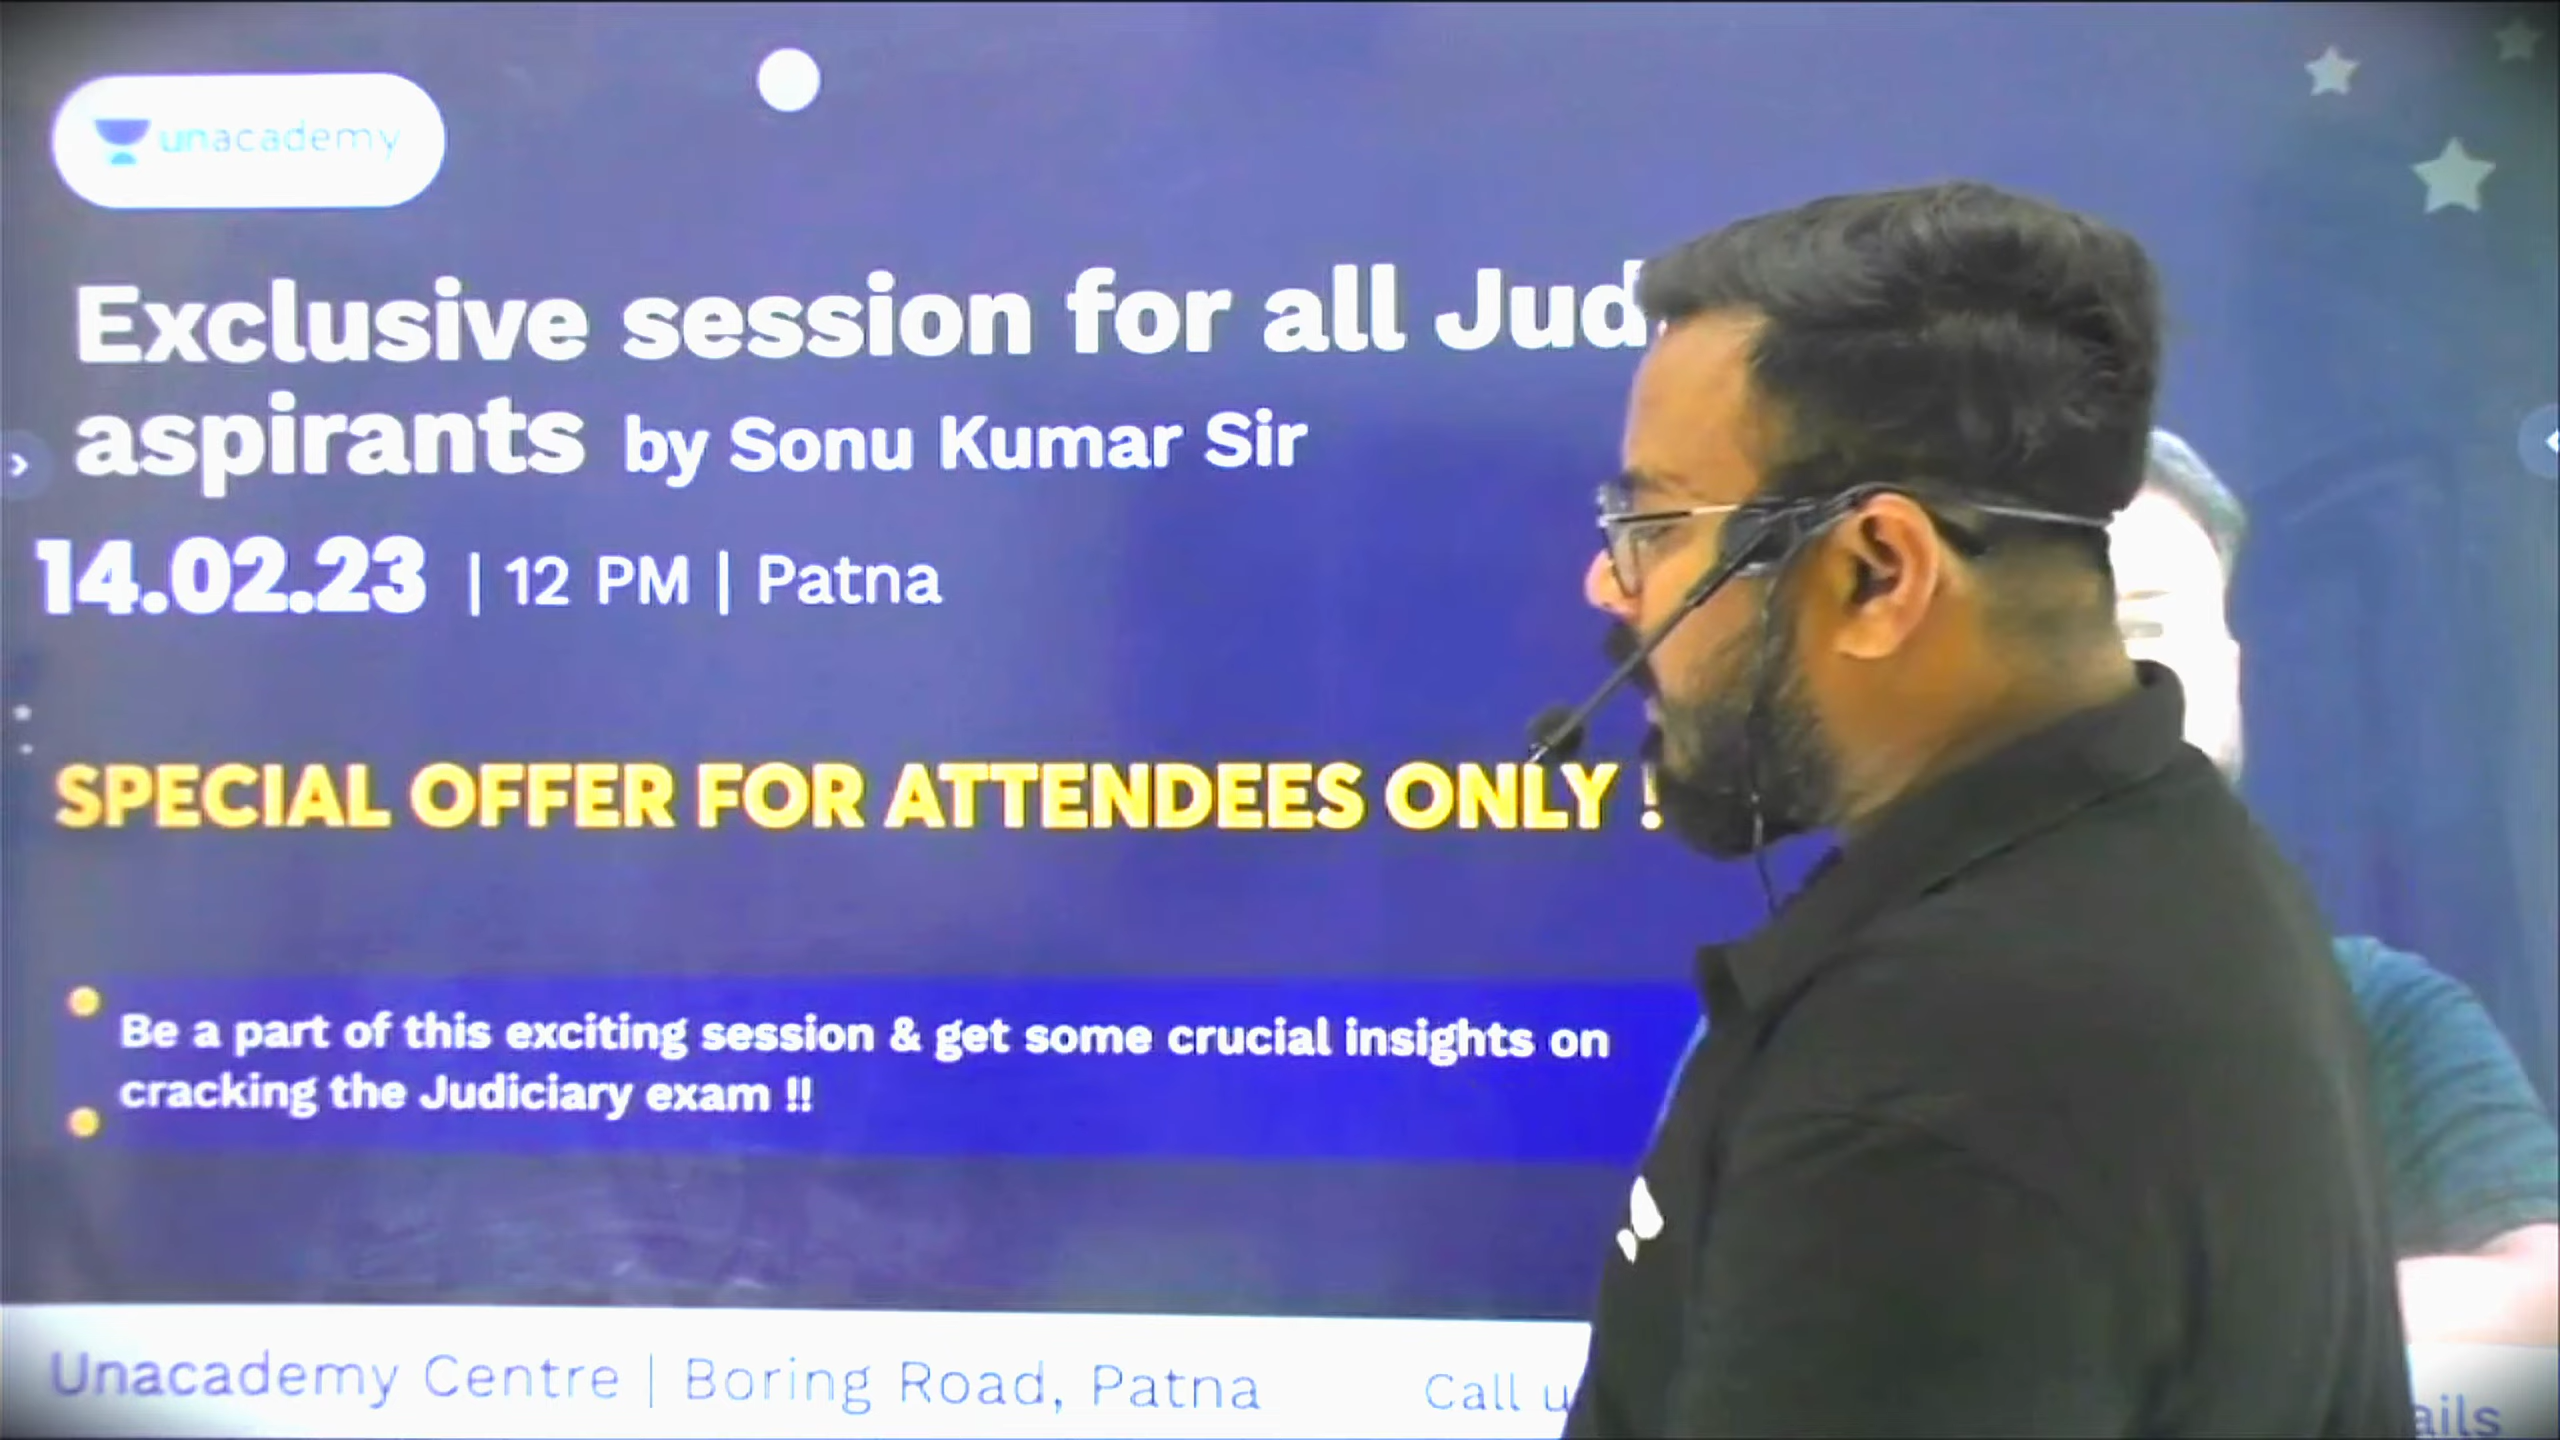 unacademy
Exclusive session for all Jud
aspirants by Sonu Kumar Sir
14.02.23 | 12 PM | Patna
SPECIAL OFFER FOR ATTENDEES ONLY !
Be a part of this exciting session & get some crucial insights on
cracking the Judiciary exam !!
Unacademy Centre | Boring Road, Patna
Call u
ails